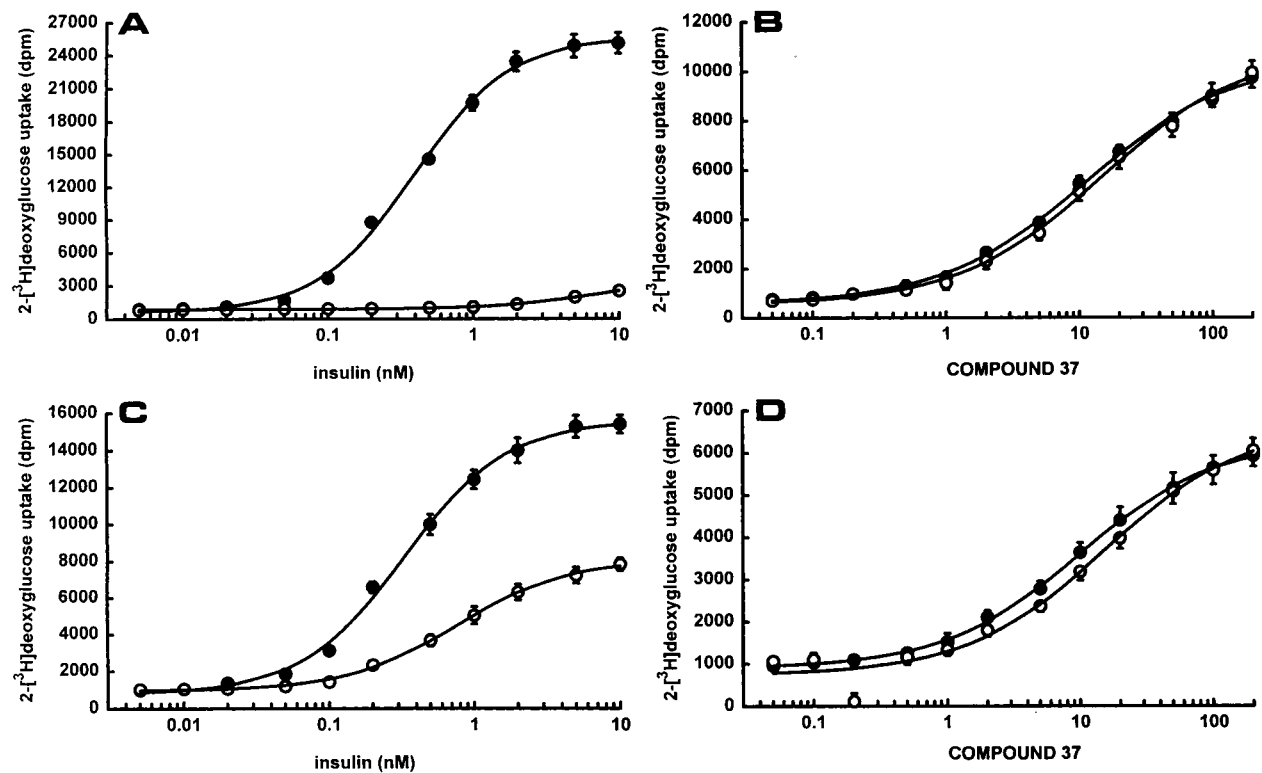 A
2-[³H]deoxyglucose uptake (dpm)
27000
24000
21000
18000
15000
12000
9000
6000
3000
0
0.01 0.1 1 10
insulin (nM)
B
2-[³H]deoxyglucose uptake (dpm)
12000
10000
8000
6000
4000
2000
0
0.1 1 10 100
COMPOUND 37
C
2-[³H]deoxyglucose uptake (dpm)
16000
14000
12000
10000
8000
6000
4000
2000
0
0.01 0.1 1 10
insulin (nM)
D
2-[³H]deoxyglucose uptake (dpm)
7000
6000
5000
4000
3000
2000
1000
0
0.1 1 10 100
COMPOUND 37